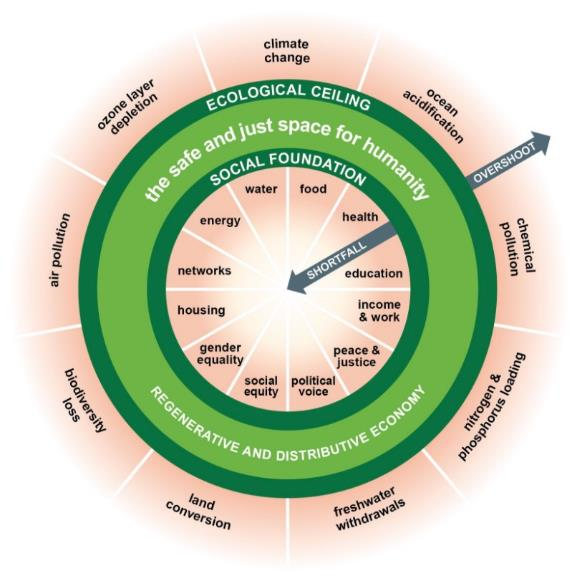 climate
change
ozone layer
depletion
ocean
acidification
ECOLOGICAL CEILING
the safe and just space for humanity
OVERSHOOT
SOCIAL FOUNDATION
water
food
energy
health
air pollution
chemical
pollution
SHORTFALL
networks
education
housing
income
& work
gender
equality
peace &
justice
social
equity
political
voice
biodiversity
loss
nitrogen &
phosphorus loading
REGENERATIVE AND DISTRIBUTIVE ECONOMY
land
conversion
freshwater
withdrawals